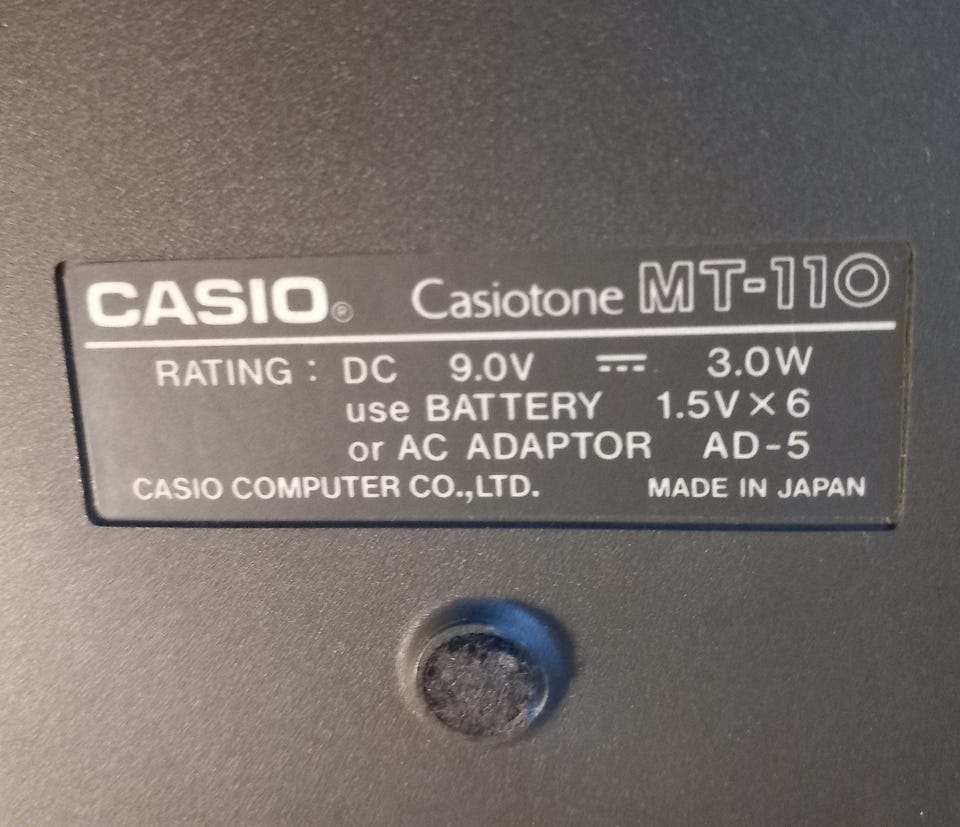 CASIO® Casiotone MT-110
RATING : DC 9.0V ⎓ 3.0W
use BATTERY 1.5V×6
or AC ADAPTOR AD-5
CASIO COMPUTER CO.,LTD. MADE IN JAPAN